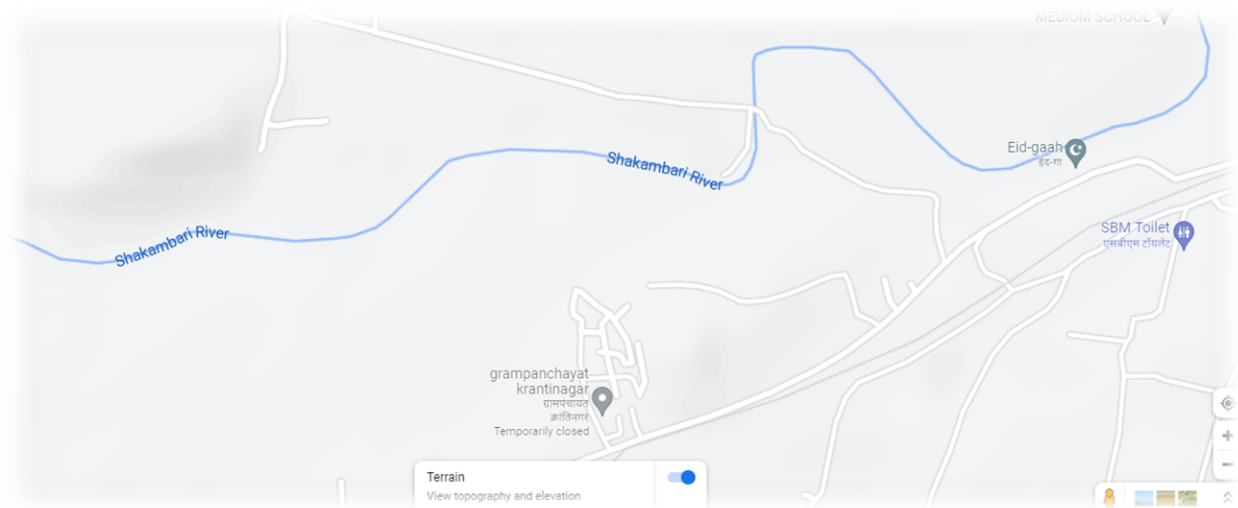 MEDIUM SCHOOL
Shakambari River
Eid-gaah
ईद-गा
Shakambari River
SBM Toilet
एसबीएम टॉयलेट
grampanchayat
krantinagar
ग्रामपंचायत
क्रांतिनगर
Temporarily closed
Terrain
View topography and elevation